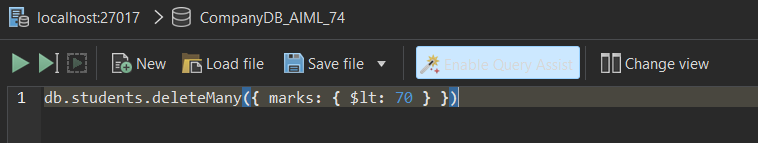 localhost:27017 > CompanyDB_AIML_74
New Load file Save file Enable Query Assist Change view
1 db.students.deleteMany({ marks: { $lt: 70 } })